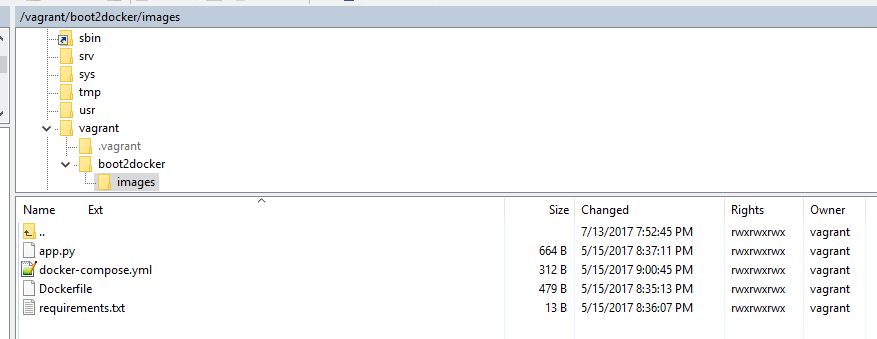 /vagrant/boot2docker/images
sbin
srv
sys
tmp
usr
vagrant
.vagrant
boot2docker
images
Name Ext Size Changed Rights Owner
.. 7/13/2017 7:52:45 PM rwxrwxrwx vagrant
app.py 664 B 5/15/2017 8:37:11 PM rwxrwxrwx vagrant
docker-compose.yml 312 B 5/15/2017 9:00:45 PM rwxrwxrwx vagrant
Dockerfile 479 B 5/15/2017 8:35:13 PM rwxrwxrwx vagrant
requirements.txt 13 B 5/15/2017 8:36:07 PM rwxrwxrwx vagrant